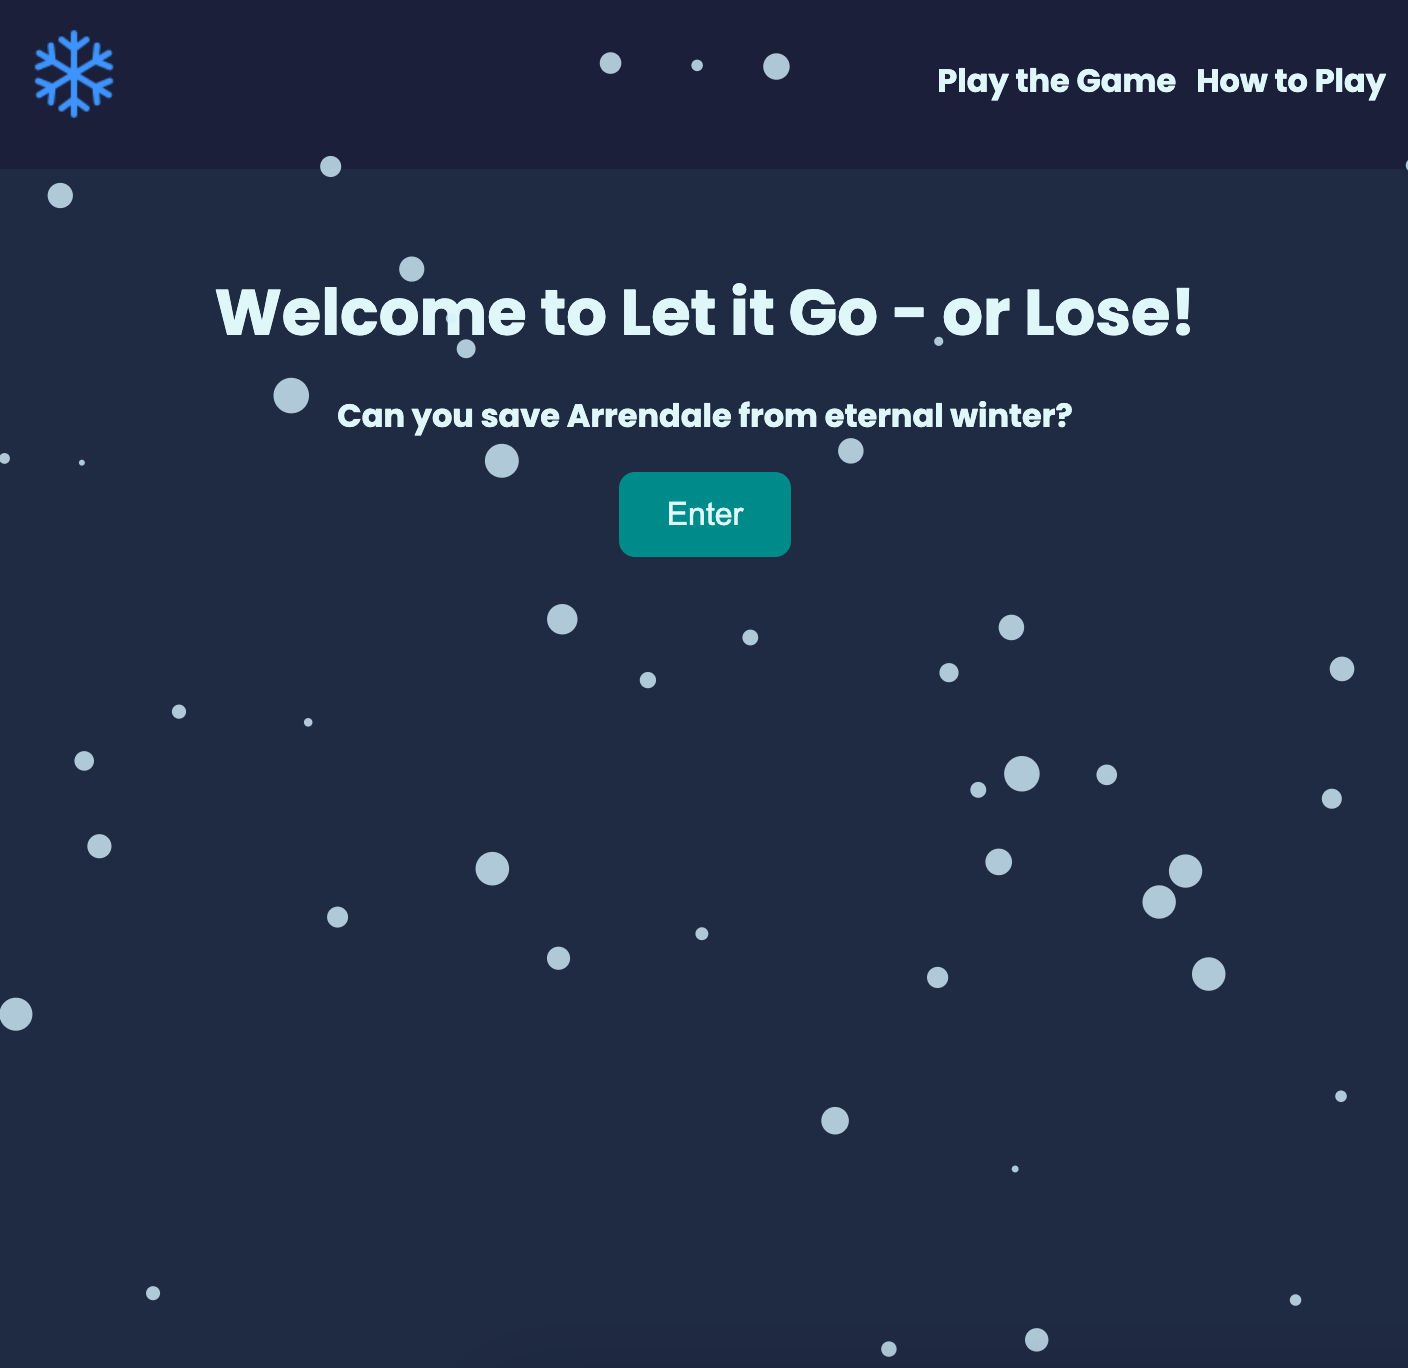 Play the Game How to Play
Welcome to Let it Go - or Lose!
Can you save Arrendale from eternal winter?
Enter